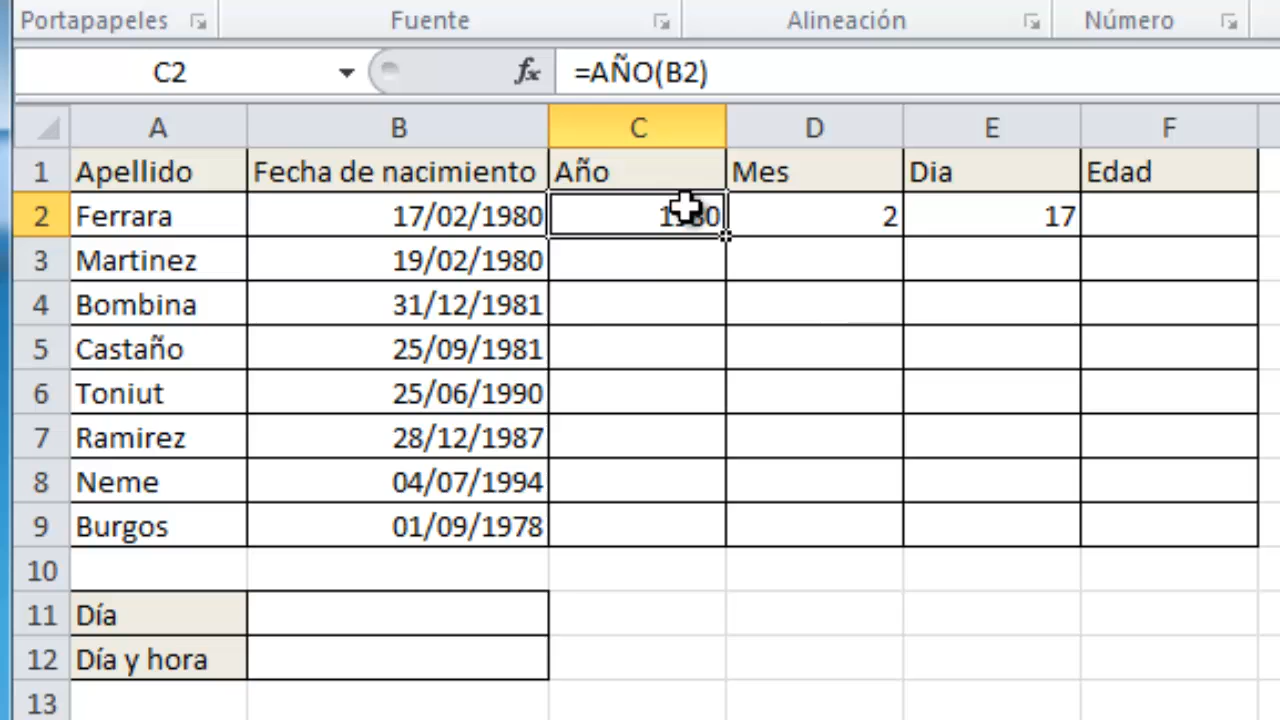 Portapapeles Fuente Alineación Número
C2 fx =AÑO(B2)
A B C D E F
1 Apellido Fecha de nacimiento Año Mes Dia Edad
2 Ferrara 17/02/1980 2 17
3 Martinez 19/02/1980
4 Bombina 31/12/1981
5 Castaño 25/09/1981
6 Toniut 25/06/1990
7 Ramirez 28/12/1987
8 Neme 04/07/1994
9 Burgos 01/09/1978
10
11 Día
12 Día y hora
13